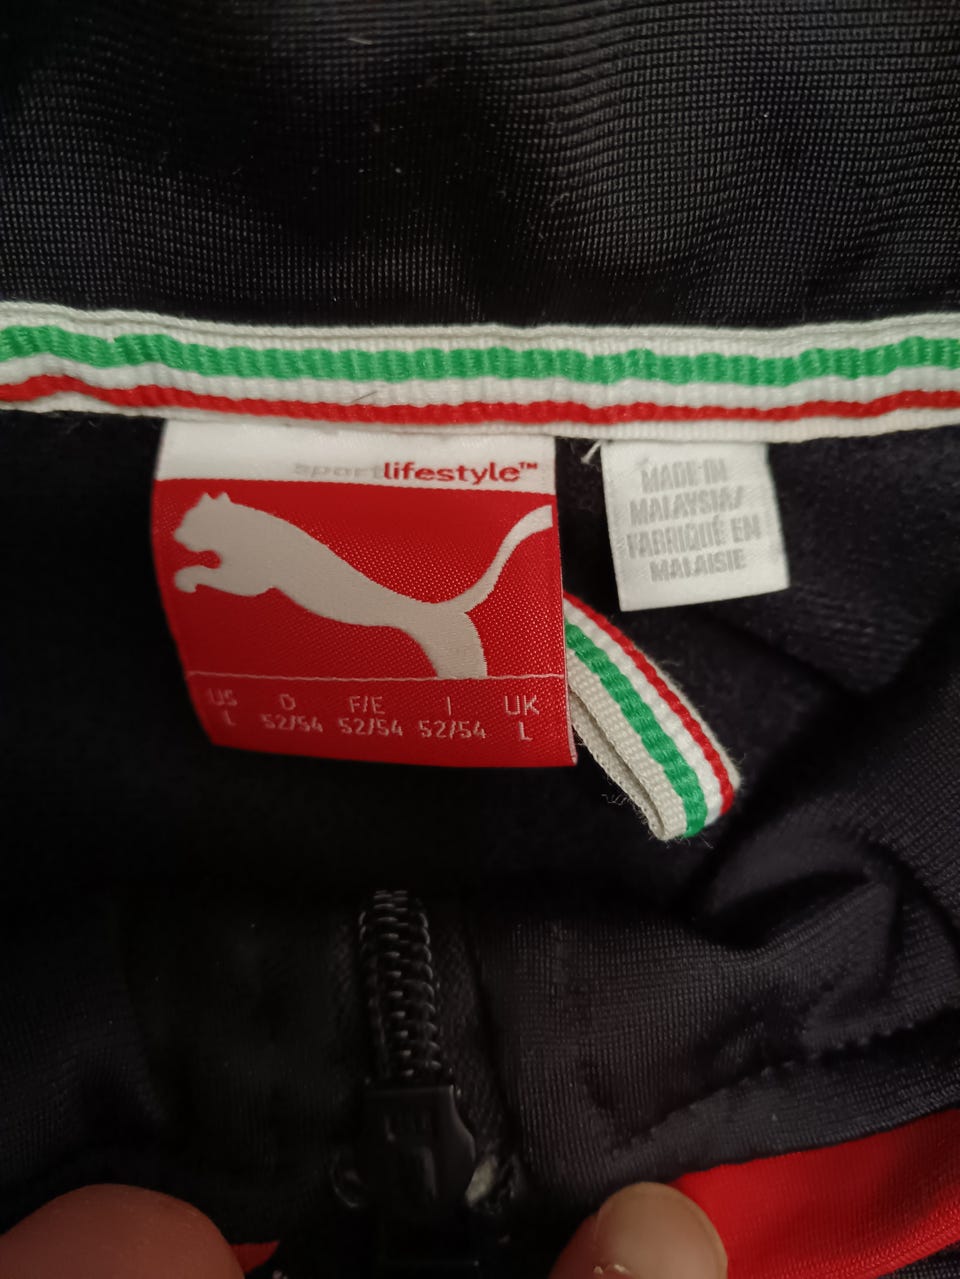 sportlifestyle™
US D F/E I UK
L 52/54 52/54 52/54 L
MADE IN
MALAYSIA/
FABRIQUÉ EN
MALAISIE